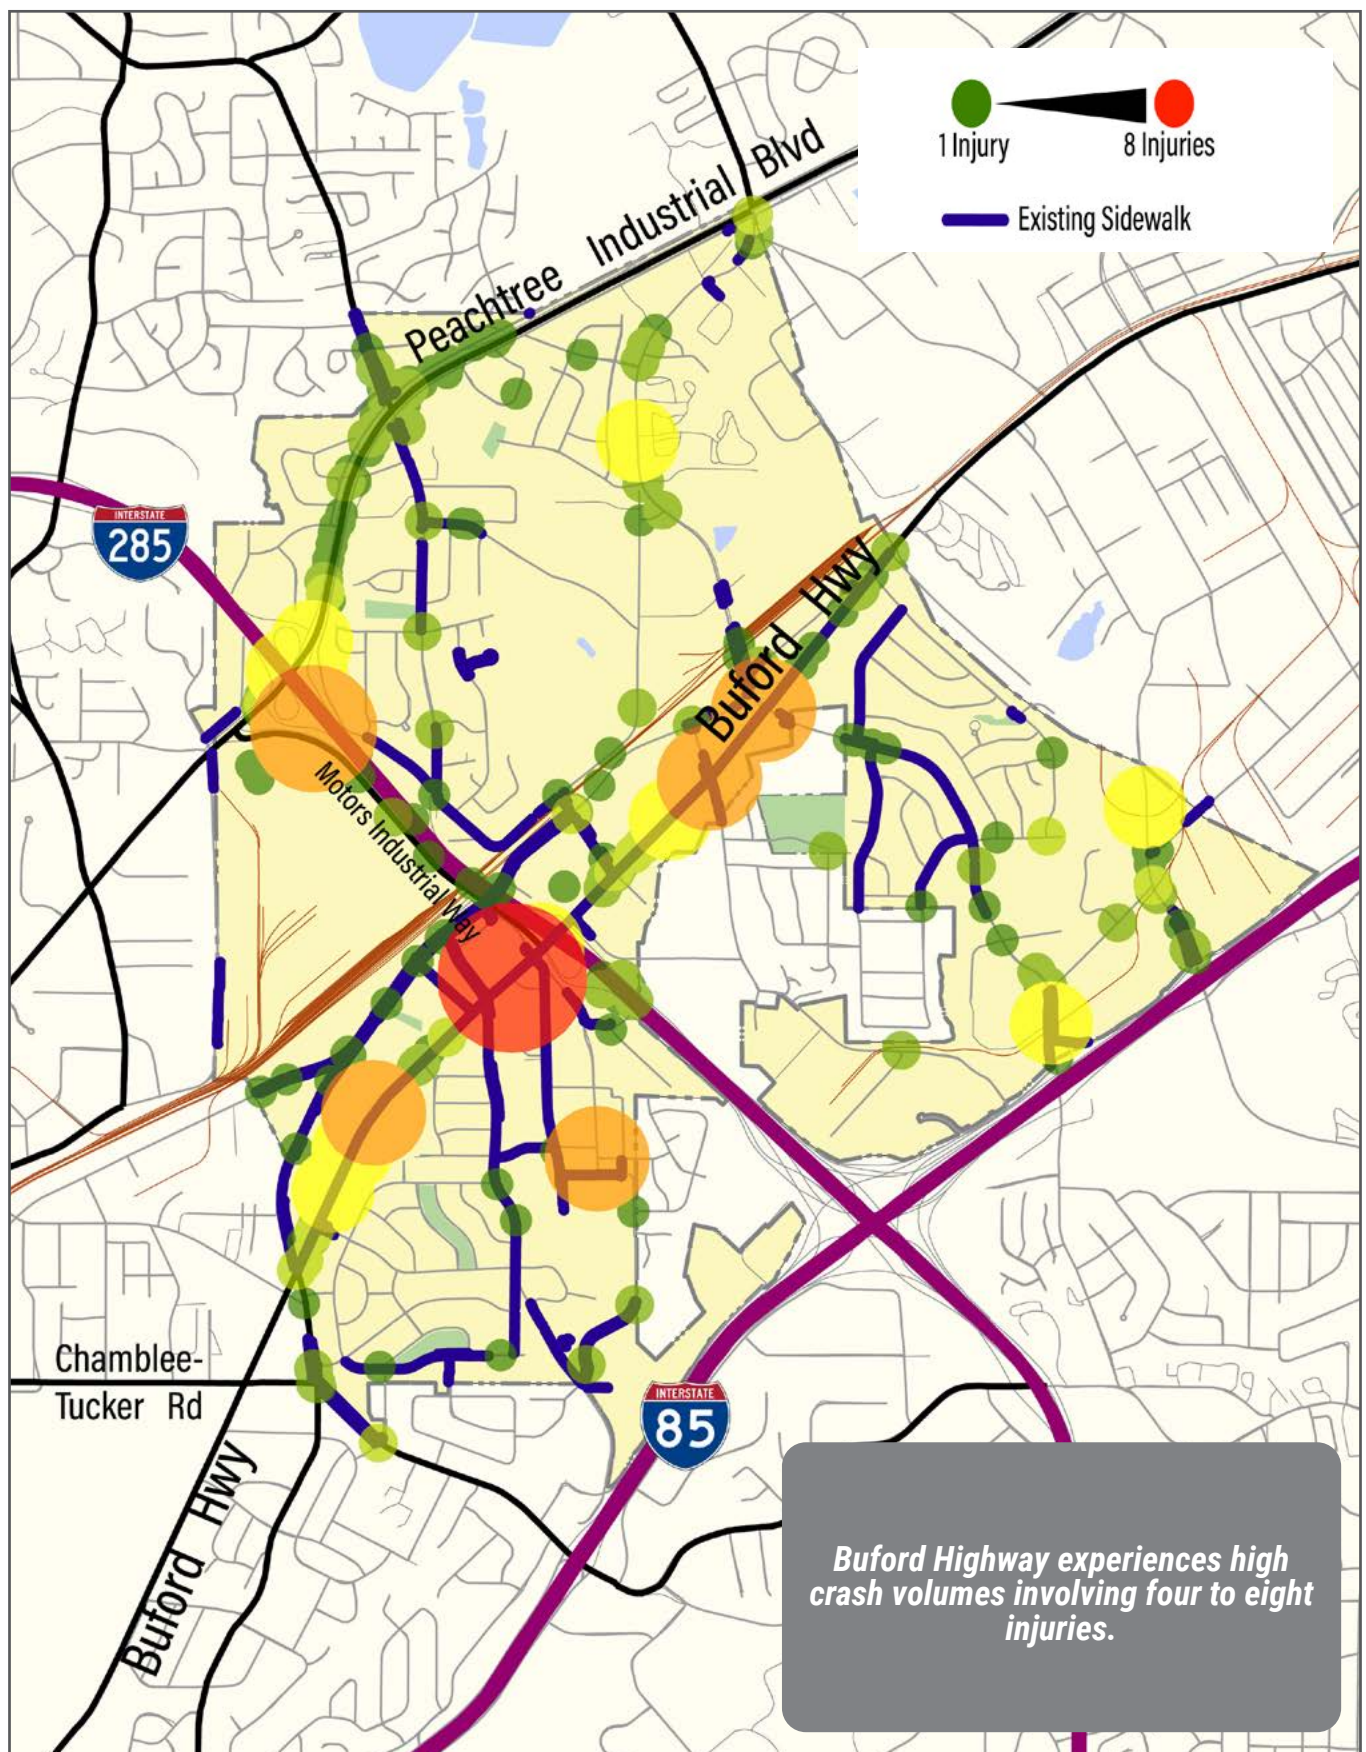 1 Injury
8 Injuries
Existing Sidewalk
Peachtree Industrial Blvd
INTERSTATE
285
Buford Hwy
Motors Industrial Way
Chamblee-
Tucker Rd
INTERSTATE
85
Buford Hwy
Buford Highway experiences high
crash volumes involving four to eight
injuries.